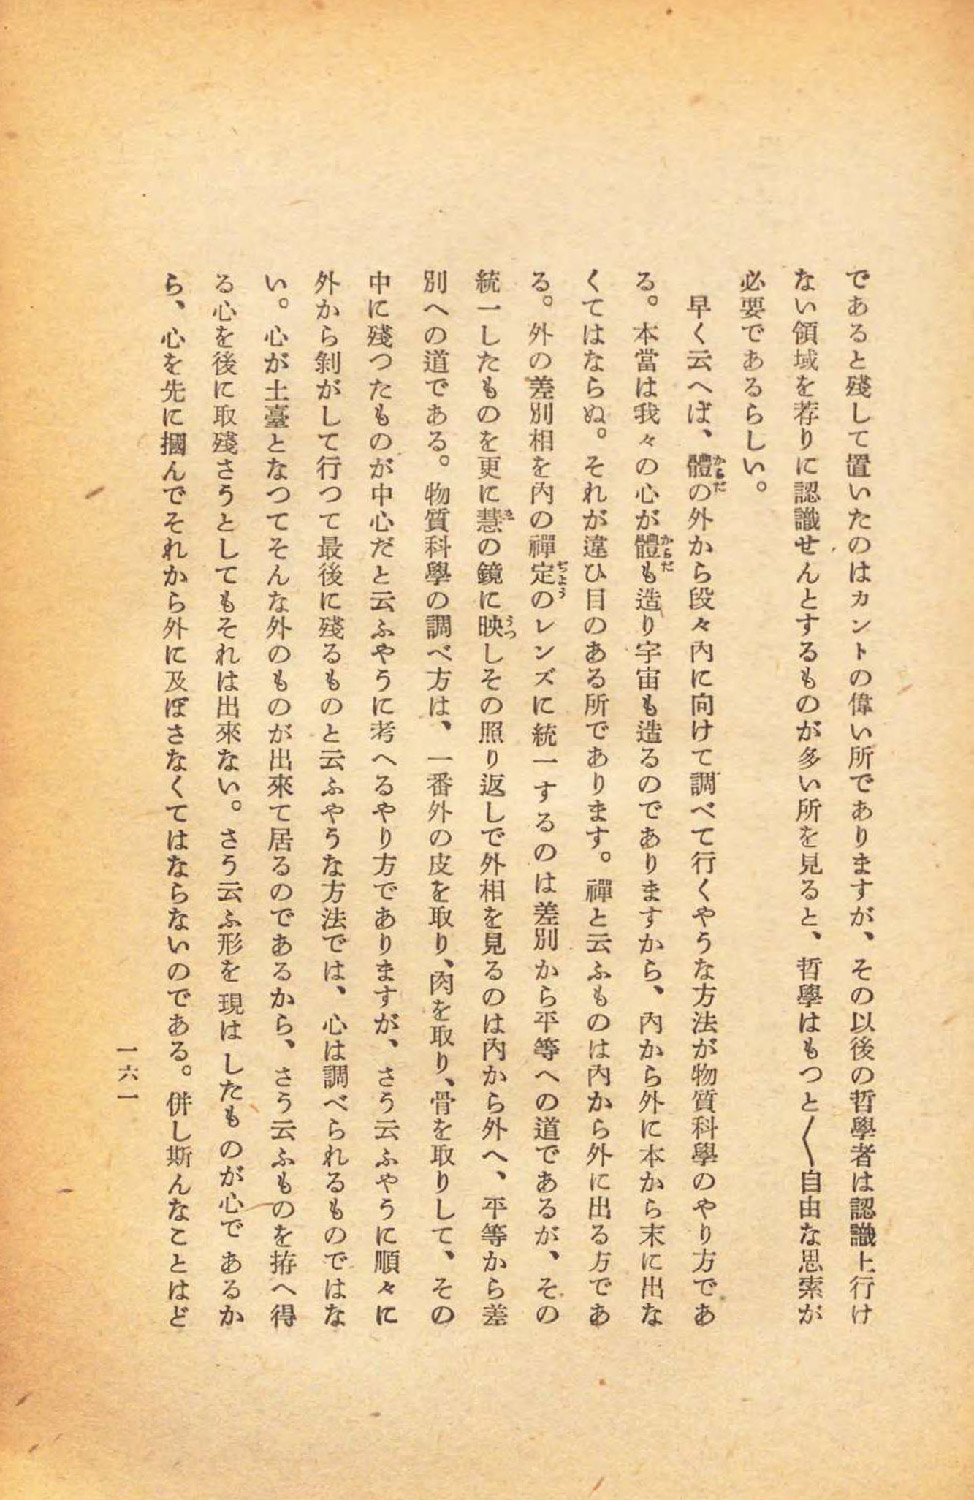 であると殘して置いたのはカントの偉い所でありますが、その以後の哲學者は認識上行け
ない領域を荐りに認識せんとするものが多い所を見ると、哲學はもつと〱自由な思索が
必要であるらしい。
早く云へば、體の外から段々內に向けて調べて行くやうな方法が物質科學のやり方であ
る。本當は我々の心が體も造り宇宙も造るのでありますから、內から外に本から末に出な
くてはならぬ。それが違ひ目のある所であります。禪と云ふものは內から外に出る方であ
る。外の差別相を內の禪定のレンズに統一するのは差別から平等への道であるが、その
統一したものを更に慧の鏡に映しその照り返しで外相を見るのは內から外へ、平等から差
別への道である。物質科學の調べ方は、一番外の皮を取り、肉を取り、骨を取りして、その
中に殘つたものが中心だと云ふやうに考へるやり方でありますが、さう云ふやうに順々に
外から剝がして行つて最後に殘るものと云ふやうな方法では、心は調べられるものではな
い。心が土臺となつてそんな外のものが出來て居るのであるから、さう云ふものを拵へ得
る心を後に取殘さうとしてもそれは出來ない。さう云ふ形を現はしたものが心であるか
ら、心を先に摑んでそれから外に及ぼさなくてはならないのである。併し斯んなことはど
一六一